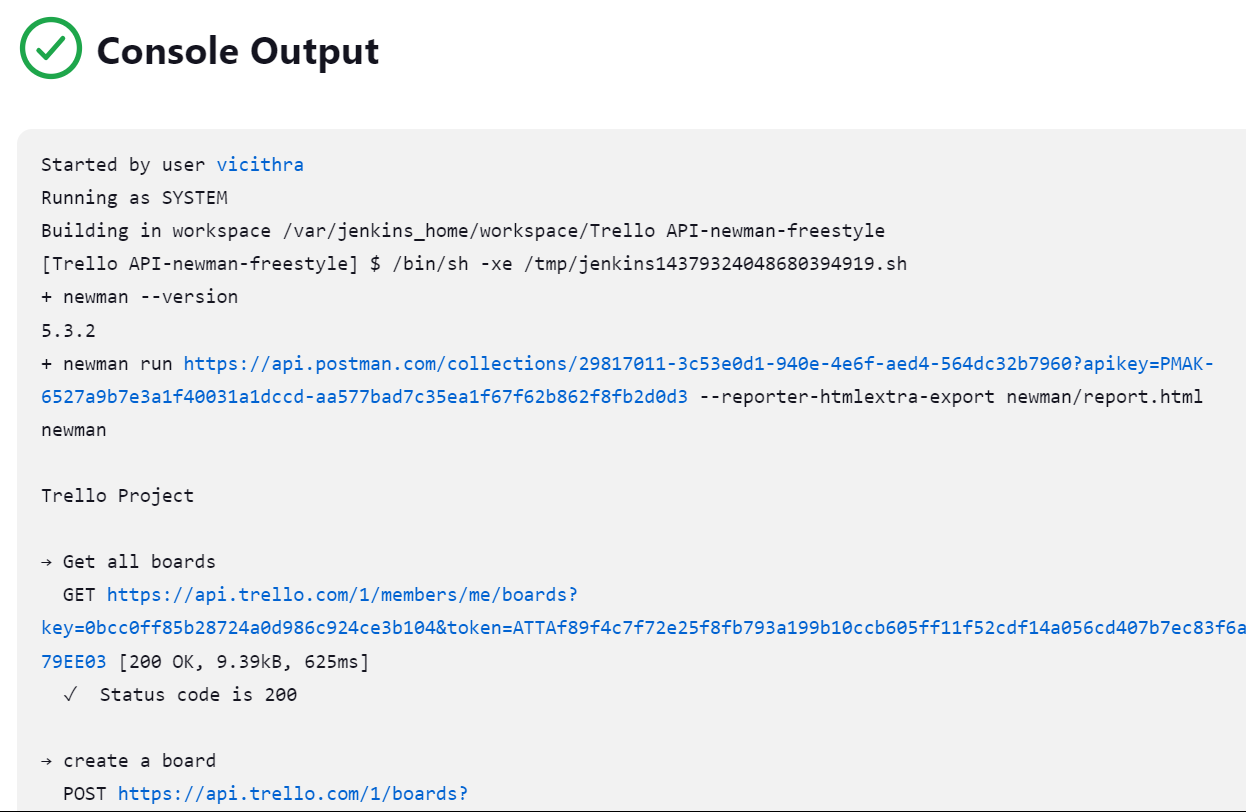 Console Output
Started by user vicithra
Running as SYSTEM
Building in workspace /var/jenkins_home/workspace/Trello API-newman-freestyle
[Trello API-newman-freestyle] $ /bin/sh -xe /tmp/jenkins14379324048680394919.sh
+ newman --version
5.3.2
+ newman run https://api.postman.com/collections/29817011-3c53e0d1-940e-4e6f-aed4-564dc32b7960?apikey=PMAK-
6527a9b7e3a1f40031a1dccd-aa577bad7c35ea1f67f62b862f8fb2d0d3 --reporter-htmlextra-export newman/report.html
newman
Trello Project
→ Get all boards
GET https://api.trello.com/1/members/me/boards?
key=0bcc0ff85b28724a0d986c924ce3b104&token=ATTAf89f4c7f72e25f8fb793a199b10ccb605ff11f52cdf14a056cd407b7ec83f6a
79EE03 [200 OK, 9.39kB, 625ms]
√ Status code is 200
→ create a board
POST https://api.trello.com/1/boards?